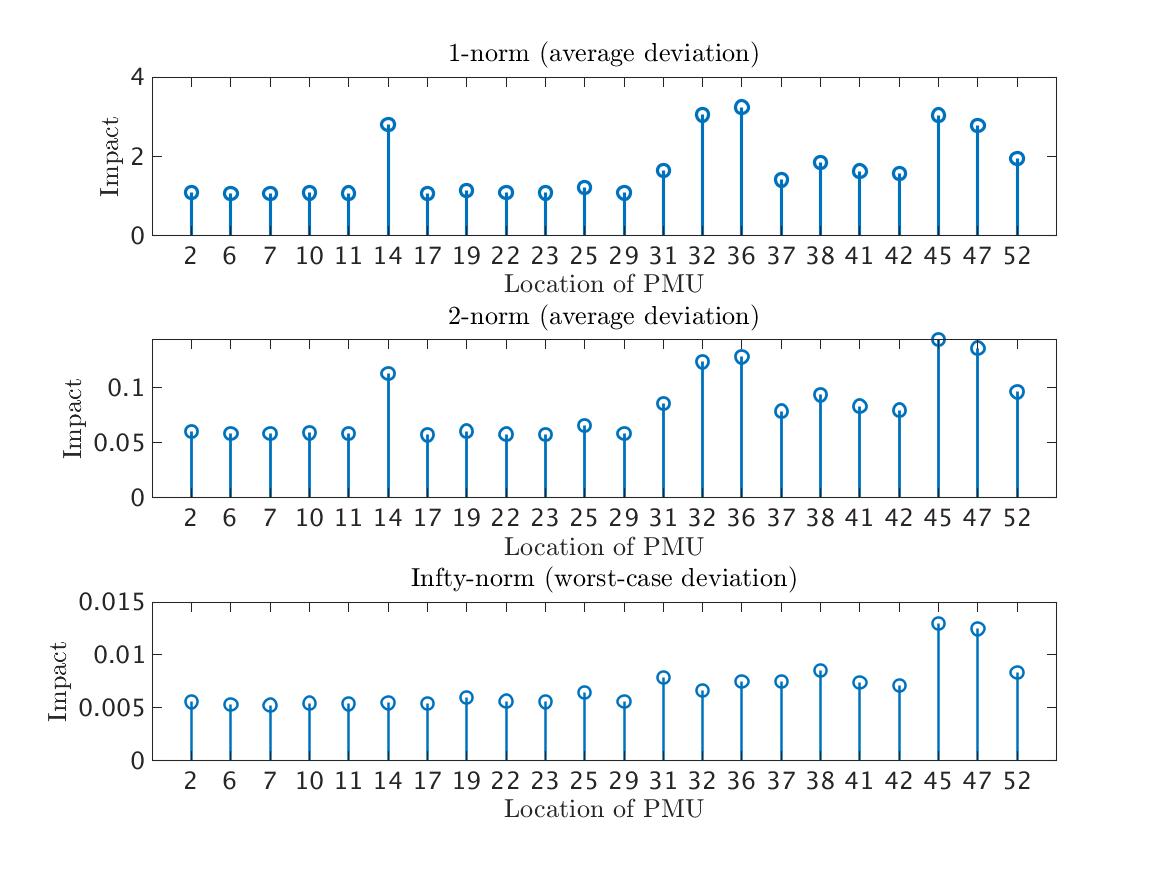 1-norm (average deviation)
4
2
0
Impact
2 6 7 10 11 14 17 19 22 23 25 29 31 32 36 37 38 41 42 45 47 52
Location of PMU
2-norm (average deviation)
0.1
0.05
0
Impact
2 6 7 10 11 14 17 19 22 23 25 29 31 32 36 37 38 41 42 45 47 52
Location of PMU
Infty-norm (worst-case deviation)
0.015
0.01
0.005
0
Impact
2 6 7 10 11 14 17 19 22 23 25 29 31 32 36 37 38 41 42 45 47 52
Location of PMU